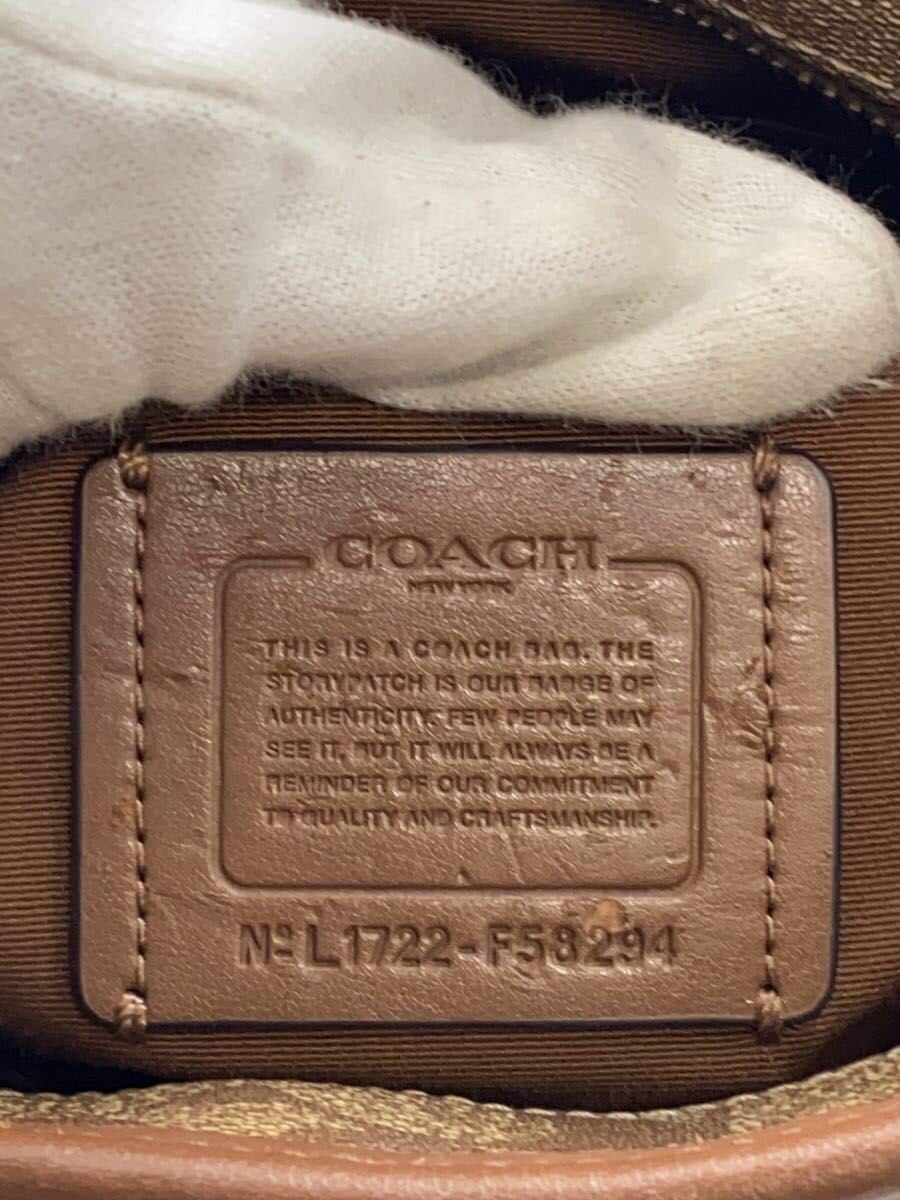 COACH
NEW YORK
THIS IS A COACH BAG. THE
STORYPATCH IS OUR BADGE OF
AUTHENTICITY. FEW PEOPLE MAY
SEE IT, BUT IT WILL ALWAYS BE A
REMINDER OF OUR COMMITMENT
TO QUALITY AND CRAFTSMANSHIP.
Nº L1722-F58294